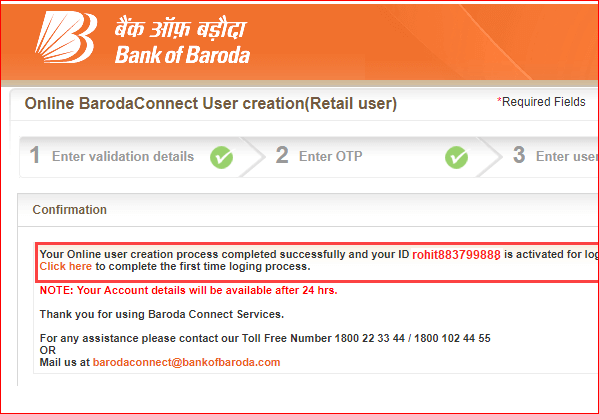 बैंक ऑफ़ बड़ौदा
Bank of Baroda
Online BarodaConnect User creation(Retail user)
*Required Fields
1 Enter validation details
2 Enter OTP
3 Enter user
Confirmation
Your Online user creation process completed successfully and your ID rohit883799888 is activated for log
Click here to complete the first time loging process.
NOTE: Your Account details will be available after 24 hrs.
Thank you for using Baroda Connect Services.
For any assistance please contact our Toll Free Number 1800 22 33 44 / 1800 102 44 55
OR
Mail us at barodaconnect@bankofbaroda.com